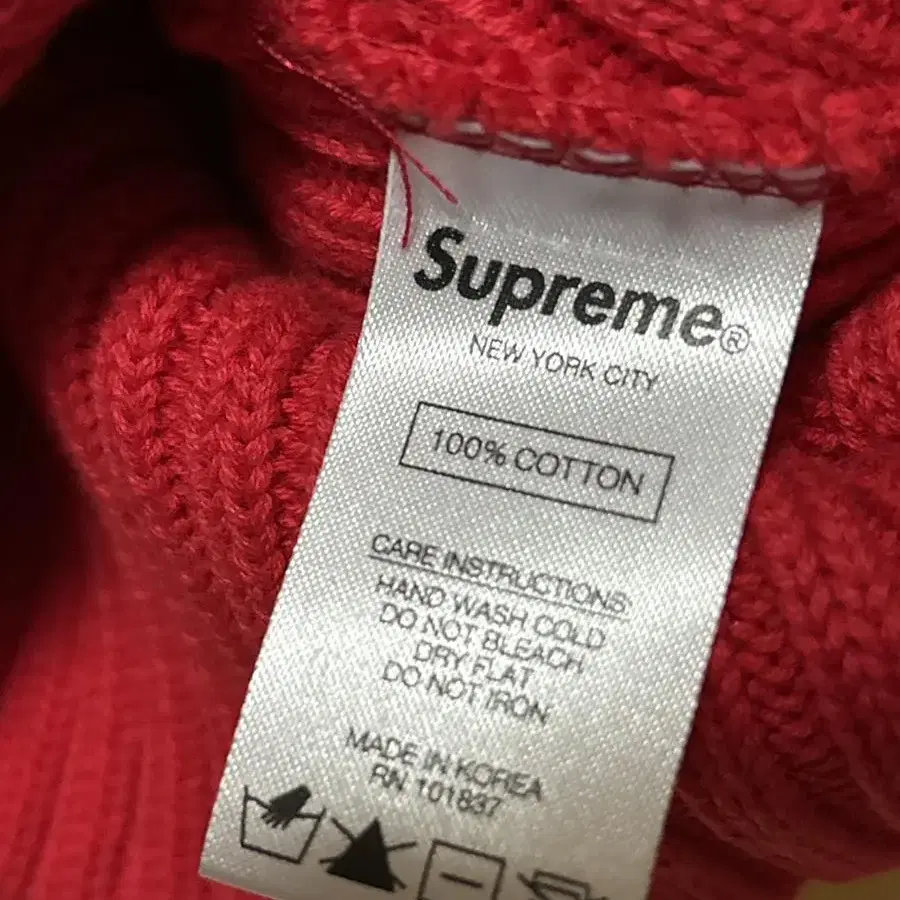 Supreme®
NEW YORK CITY
100% COTTON
CARE INSTRUCTIONS:
HAND WASH COLD
DO NOT BLEACH
DRY FLAT
DO NOT IRON
MADE IN KOREA
RN 101837